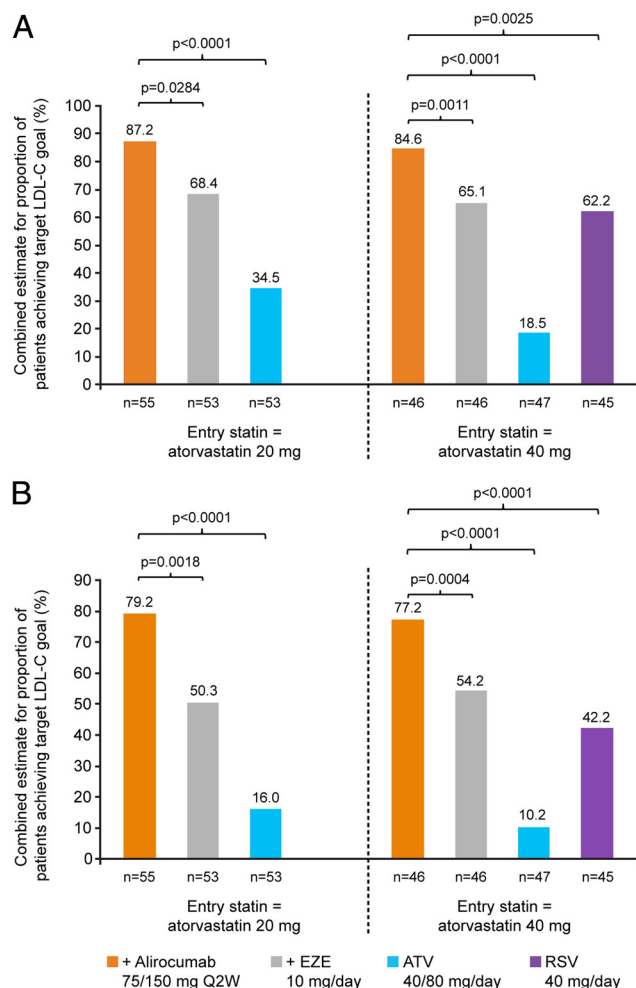 A
p<0.0001
p=0.0284
p=0.0025
p<0.0001
p=0.0011
Combined estimate for proportion of
patients achieving target LDL-C goal (%)
100
90
80
70
60
50
40
30
20
10
0
87.2
68.4
34.5
84.6
65.1
18.5
62.2
n=55 n=53 n=53 n=46 n=46 n=47 n=45
Entry statin =
atorvastatin 20 mg
Entry statin =
atorvastatin 40 mg
B
p<0.0001
p=0.0018
p<0.0001
p<0.0001
p=0.0004
Combined estimate for proportion of
patients achieving target LDL-C goal (%)
90
80
70
60
50
40
30
20
10
0
79.2
50.3
16.0
77.2
54.2
10.2
42.2
n=55 n=53 n=53 n=46 n=46 n=47 n=45
Entry statin =
atorvastatin 20 mg
Entry statin =
atorvastatin 40 mg
+ Alirocumab
75/150 mg Q2W
+ EZE
10 mg/day
ATV
40/80 mg/day
RSV
40 mg/day